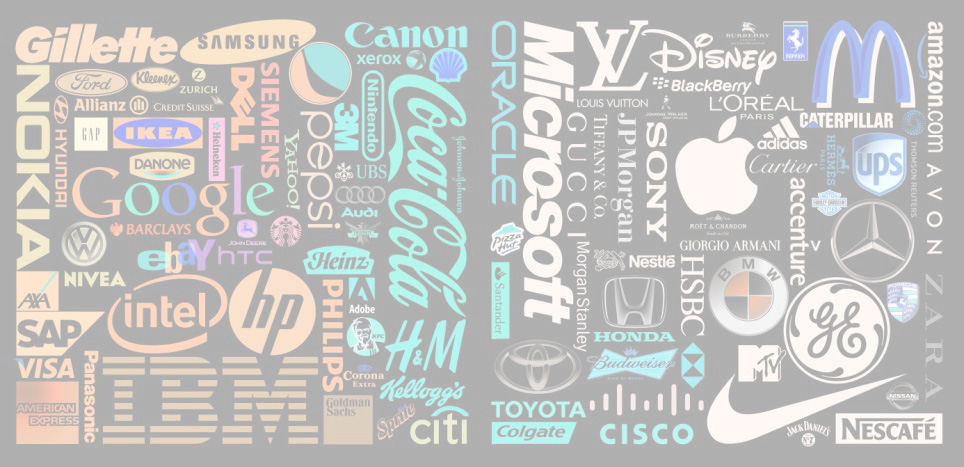 Gillette
SAMSUNG
Ford
Kleenex
ZURICH
NOKIA
HYUNDAI
Allianz
CREDIT SUISSE
DELL
SIEMENS
GAP
IKEA
Heineken
YAHOO!
DANONE
Google
BARCLAYS
JOHN DEERE
ebaY
hTC
NIVEA
AXA
SAP
intel
hp
VISA
Panasonic
IBM
AMERICAN
EXPRESS
PHILIPS
Goldman
Sachs
Canon
xerox
pepsi
3M
Nintendo
UBS
Audi
Coca-Cola
Johnson & Johnson
Heinz
Adobe
KFC
H&M
Corona
Extra
Kellogg's
Sprite
citi
ORACLE
Microsoft
LV
LOUIS VUITTON
DISNEY
BURBERRY
Ferrari
M
amazon.com
BlackBerry
L'ORÉAL
PARIS
JOHNNIE WALKER
CATERPILLAR
GUCCI
TIFFANY & CO.
JPMorgan
SONY
adidas
Cartier
HERMES
PARIS
ups
THOMSON REUTERS
AVON
HARLEY-DAVIDSON
accenture
>
MOËT & CHANDON
GIORGIO ARMANI
Pizza
Hut
Santander
Morgan Stanley
Nestlé
HSBC
BMW
HONDA
Budweiser
GE
ZARA
MTV
TOYOTA
Colgate
CISCO
JACK DANIEL'S
NISSAN
NESCAFÉ